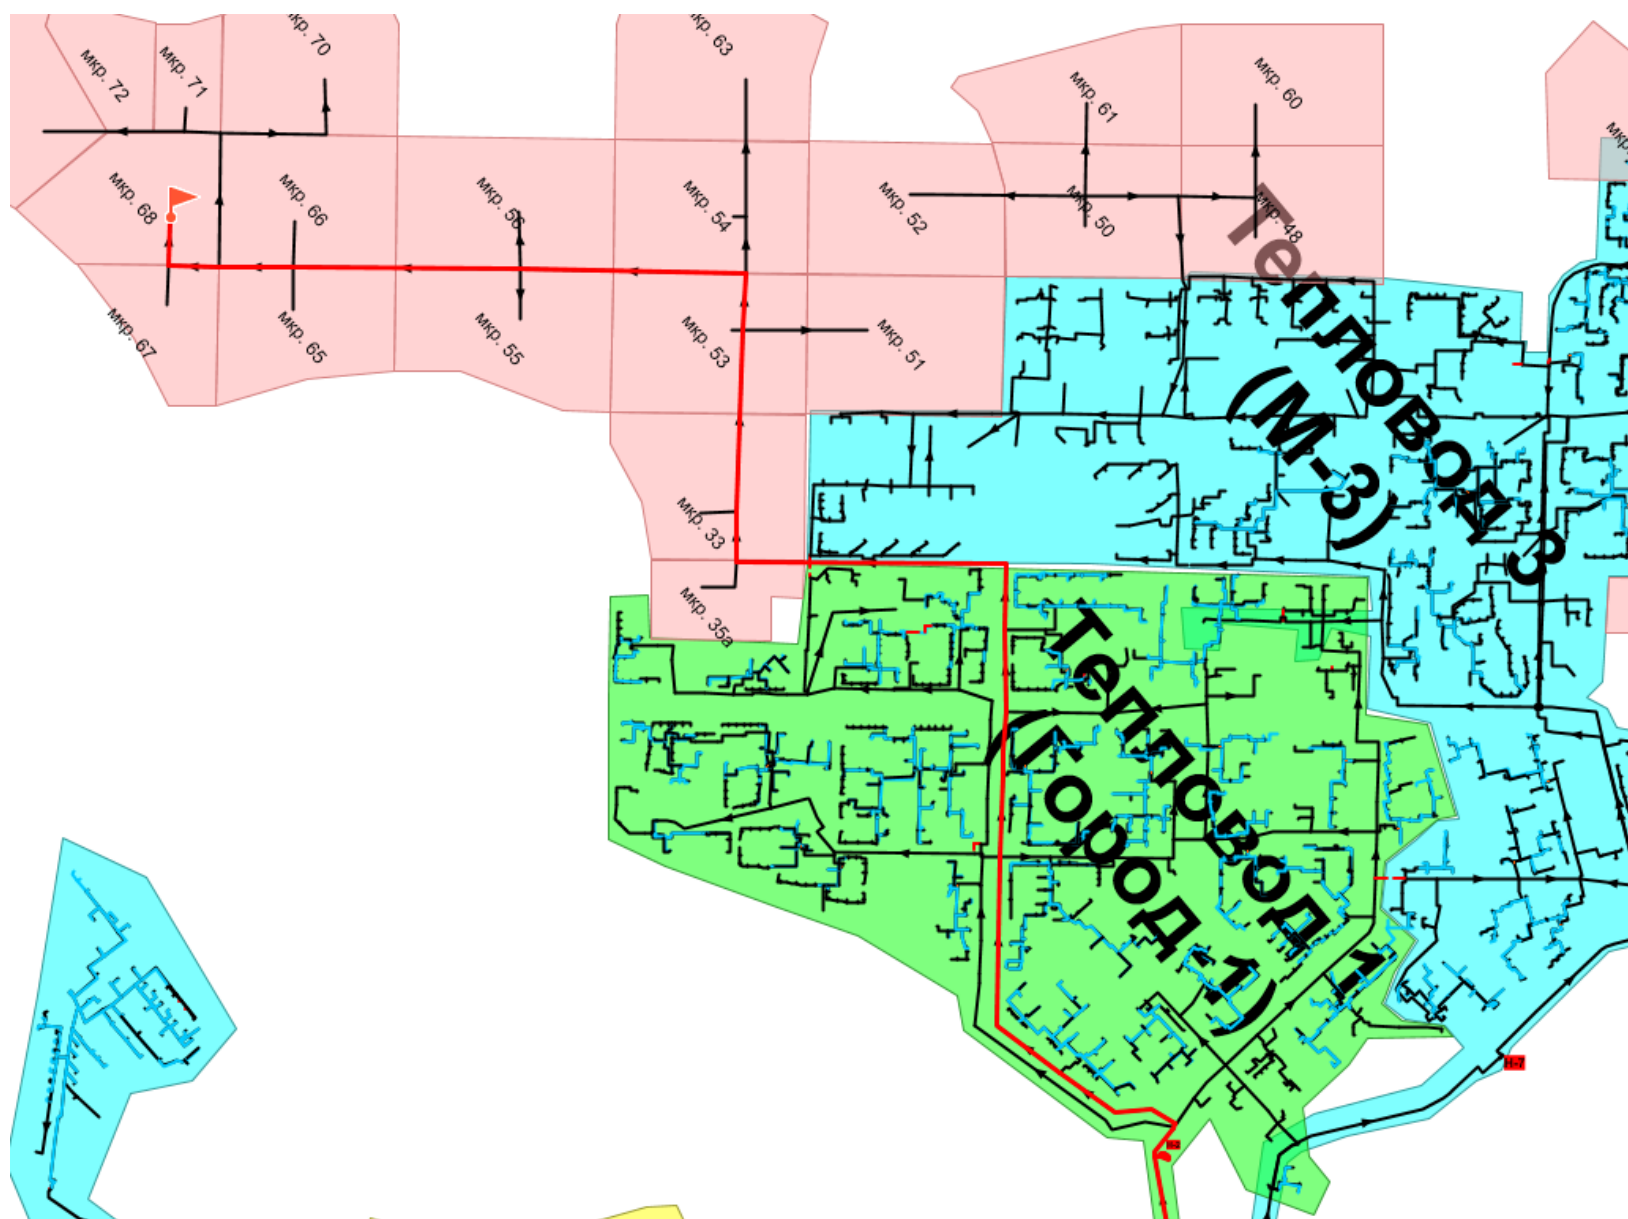 мкр. 72
мкр. 71
мкр. 70
мкр. 63
мкр. 61
мкр. 60
мкр. 68
мкр. 66
мкр. 56
мкр. 54
мкр. 52
мкр. 50
мкр. 48
мкр. 67
мкр. 65
мкр. 55
мкр. 53
мкр. 51
мкр. 33
мкр. 35а
Тепловод 3
(М-3)
Тепловод 1
(Город-1)
Н-7